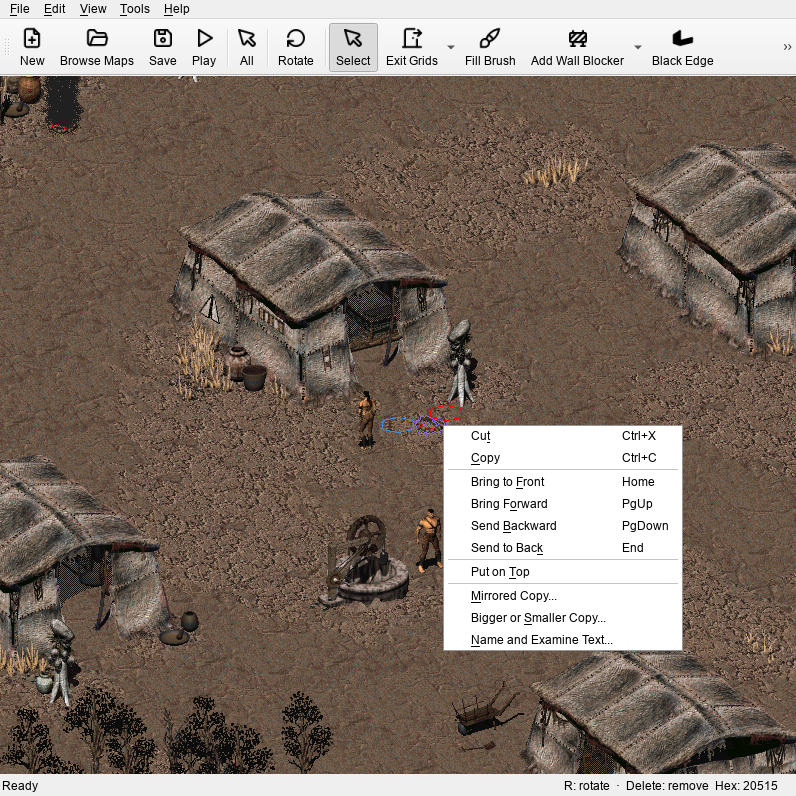 File Edit View Tools Help
New Browse Maps Save Play All Rotate Select Exit Grids Fill Brush Add Wall Blocker Black Edge
Cut Ctrl+X
Copy Ctrl+C
Bring to Front Home
Bring Forward PgUp
Send Backward PgDown
Send to Back End
Put on Top
Mirrored Copy...
Bigger or Smaller Copy...
Name and Examine Text...
Ready R: rotate · Delete: remove Hex: 20515